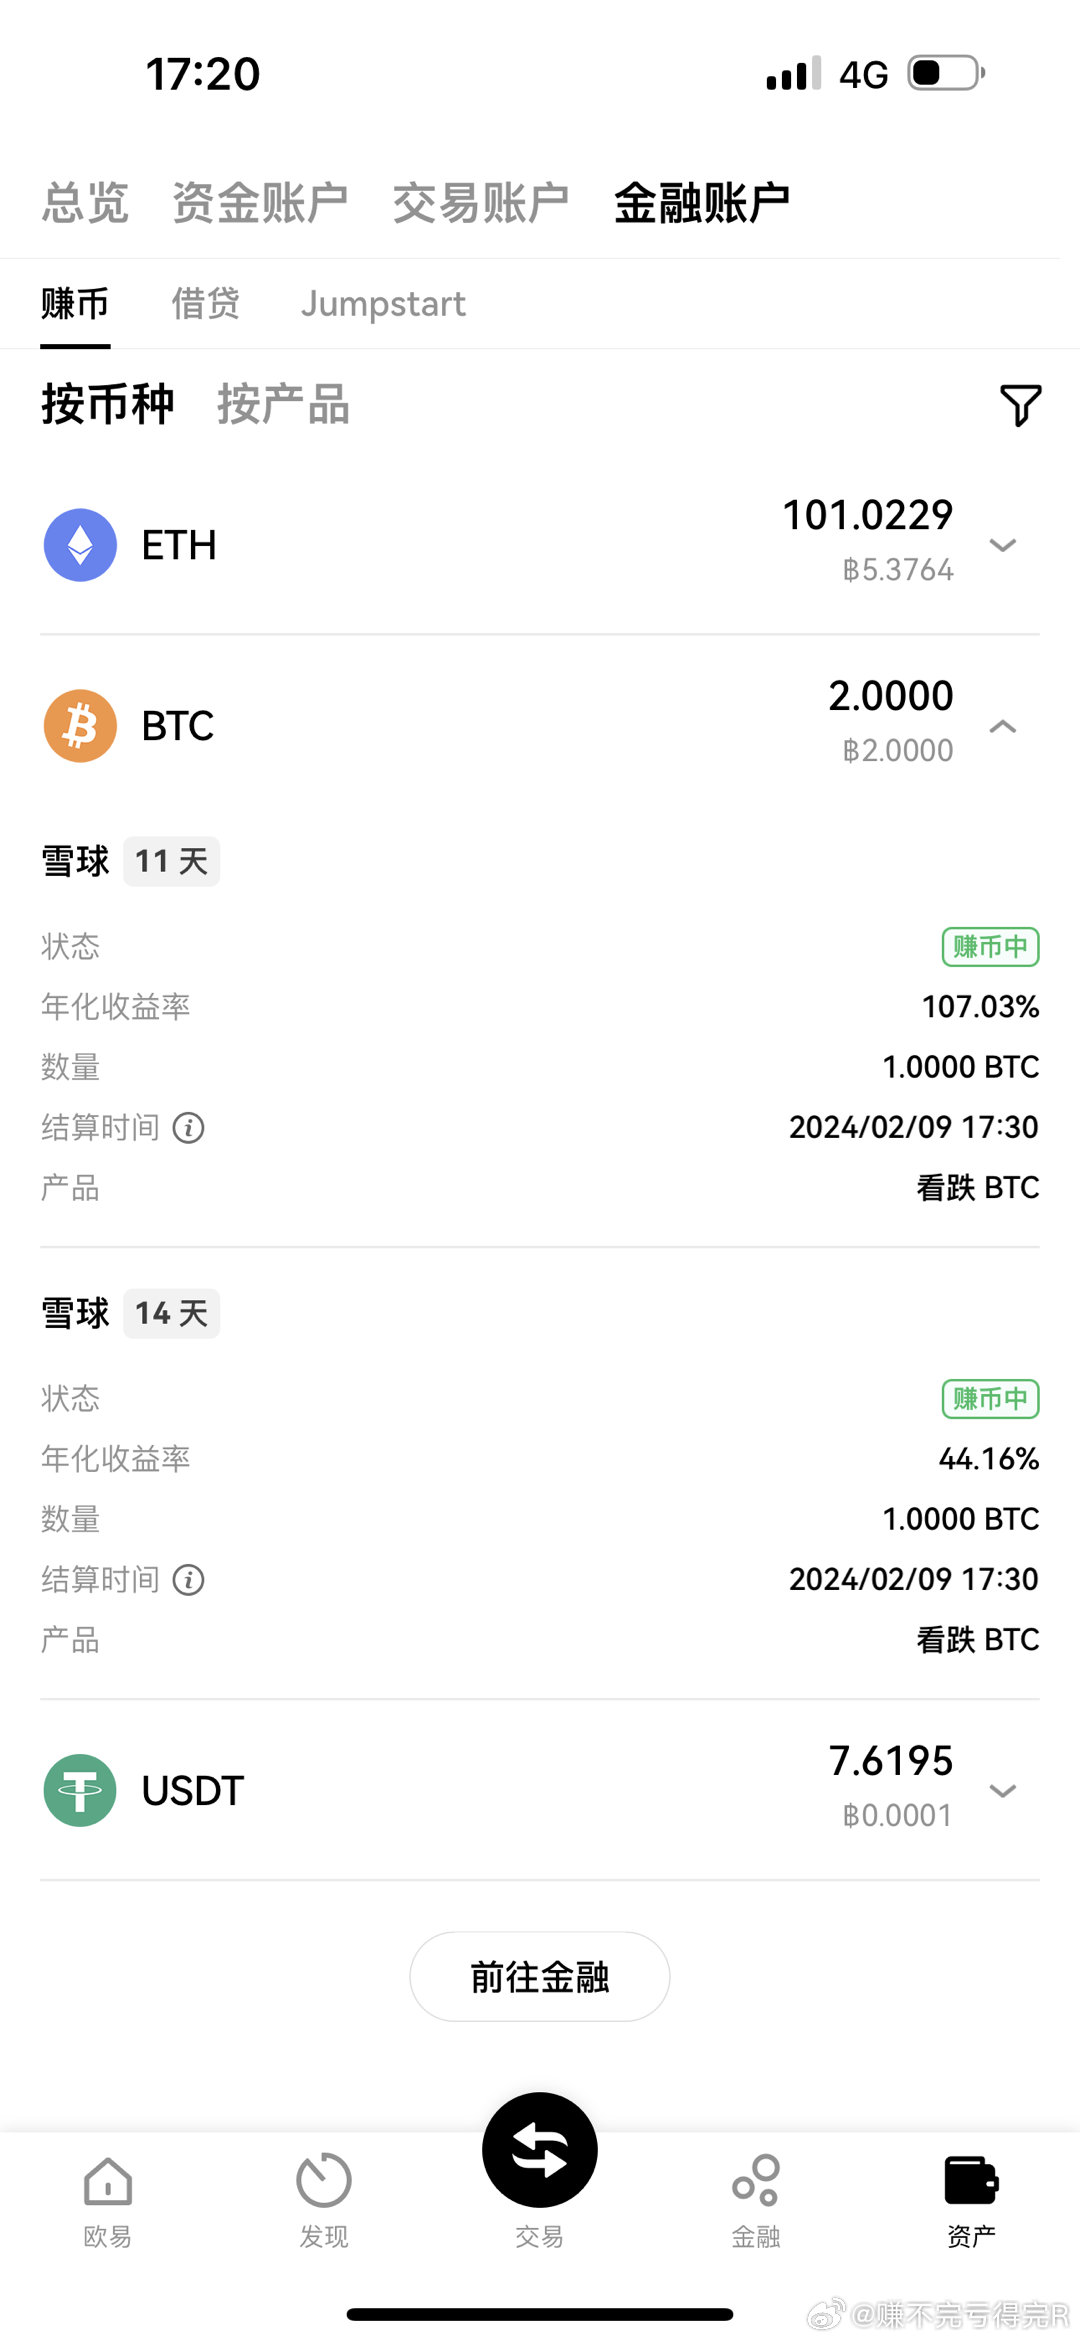 17:20
4G
总览 资金账户 交易账户 金融账户
赚币 借贷 Jumpstart
按币种 按产品
ETH 101.0229
฿5.3764
BTC 2.0000
฿2.0000
雪球 11 天
状态 赚币中
年化收益率 107.03%
数量 1.0000 BTC
结算时间 2024/02/09 17:30
产品 看跌 BTC
雪球 14 天
状态 赚币中
年化收益率 44.16%
数量 1.0000 BTC
结算时间 2024/02/09 17:30
产品 看跌 BTC
USDT 7.6195
฿0.0001
前往金融
欧易 发现 交易 金融 资产
@赚不完亏得完R